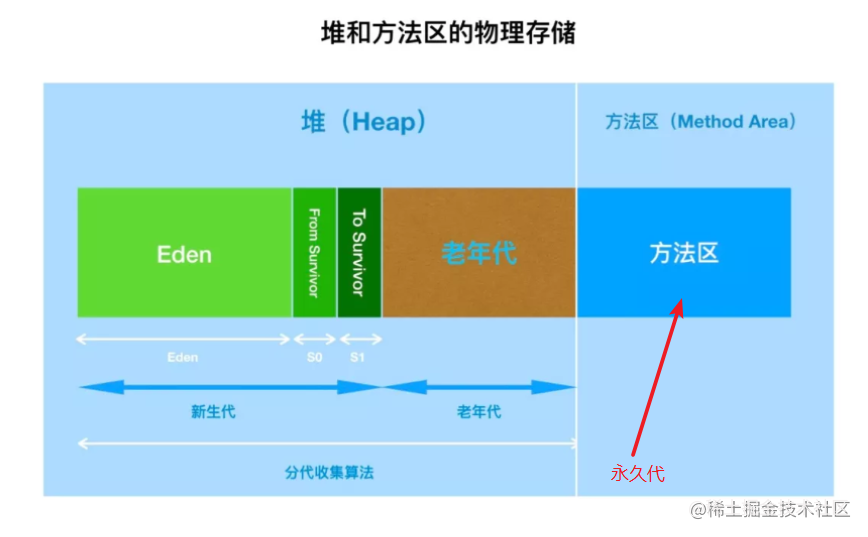 堆和方法区的物理存储
堆（Heap）
方法区（Method Area）
Eden
From Survivor
To Survivor
老年代
方法区
Eden
S0
S1
新生代
老年代
分代收集算法
永久代
@稀土掘金技术社区